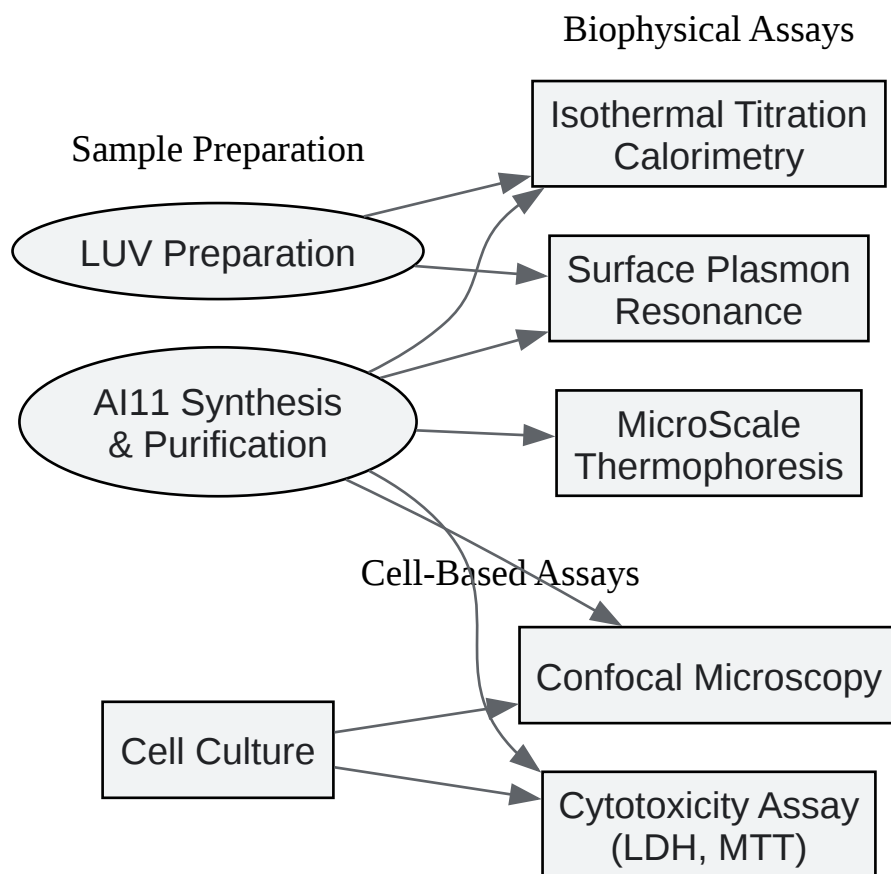 Biophysical Assays
Isothermal Titration
Calorimetry
Sample Preparation
LUV Preparation
Surface Plasmon
Resonance
AI11 Synthesis
& Purification
MicroScale
Thermophoresis
Cell-Based Assays
Confocal Microscopy
Cell Culture
Cytotoxicity Assay
(LDH, MTT)